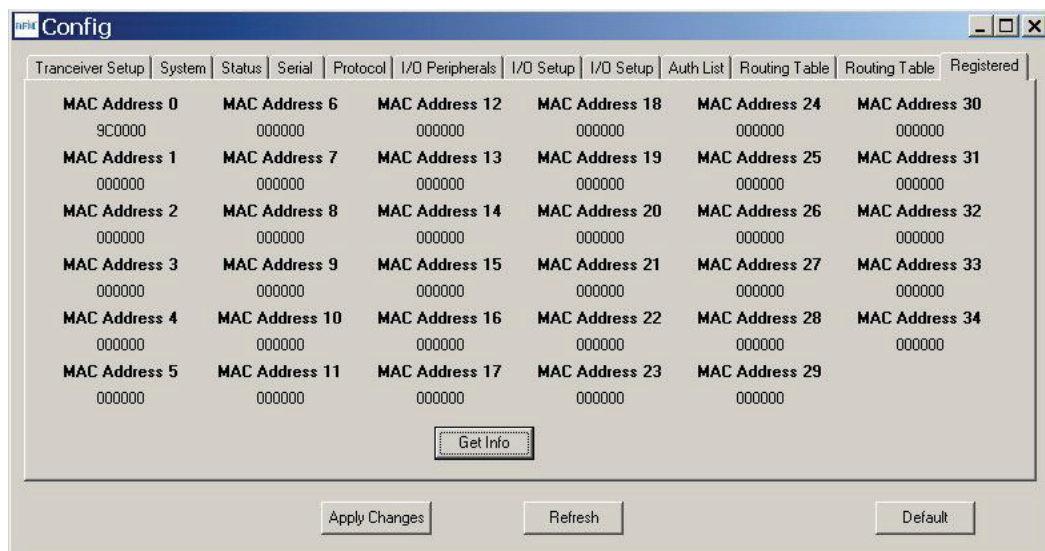 RFM Config
Tranceiver Setup System Status Serial Protocol I/O Peripherals I/O Setup I/O Setup Auth List Routing Table Routing Table Registered
MAC Address 0 MAC Address 6 MAC Address 12 MAC Address 18 MAC Address 24 MAC Address 30
9C0000 000000 000000 000000 000000 000000
MAC Address 1 MAC Address 7 MAC Address 13 MAC Address 19 MAC Address 25 MAC Address 31
000000 000000 000000 000000 000000 000000
MAC Address 2 MAC Address 8 MAC Address 14 MAC Address 20 MAC Address 26 MAC Address 32
000000 000000 000000 000000 000000 000000
MAC Address 3 MAC Address 9 MAC Address 15 MAC Address 21 MAC Address 27 MAC Address 33
000000 000000 000000 000000 000000 000000
MAC Address 4 MAC Address 10 MAC Address 16 MAC Address 22 MAC Address 28 MAC Address 34
000000 000000 000000 000000 000000 000000
MAC Address 5 MAC Address 11 MAC Address 17 MAC Address 23 MAC Address 29
000000 000000 000000 000000 000000
Get Info
Apply Changes Refresh Default